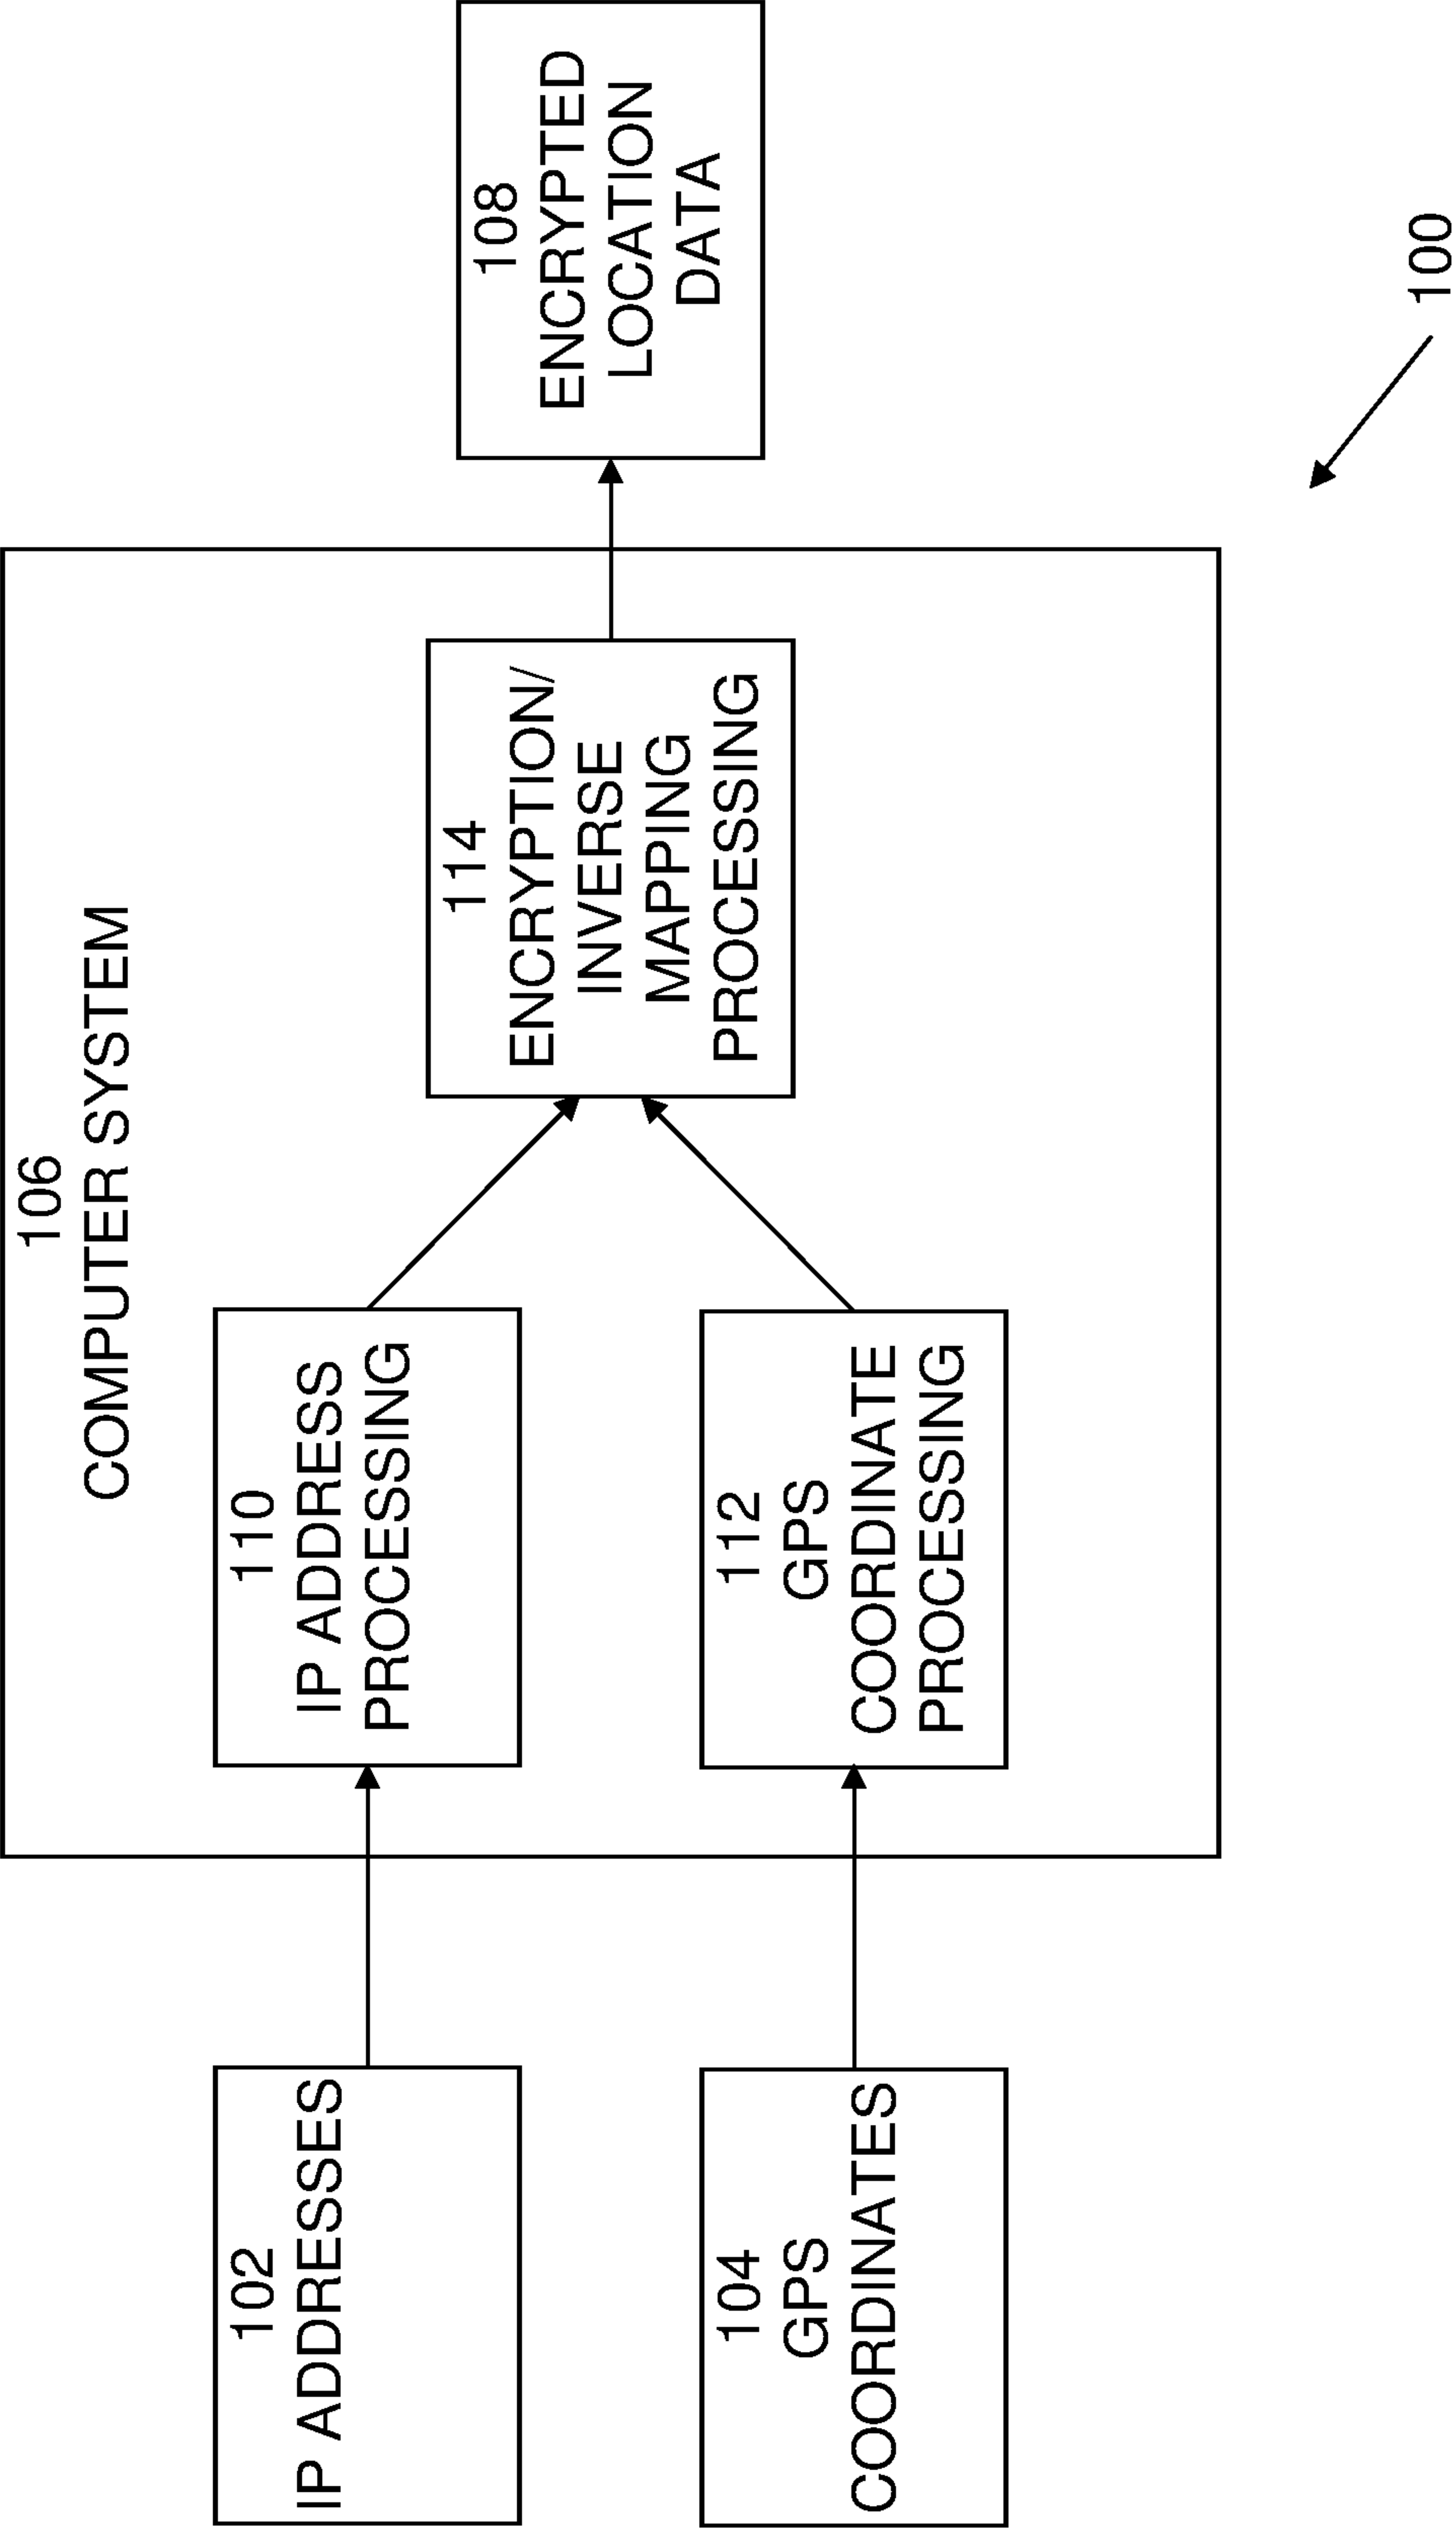 106
COMPUTER SYSTEM
102
IP ADDRESSES
110
IP ADDRESS
PROCESSING
114
ENCRYPTION/
INVERSE
MAPPING
PROCESSING
108
ENCRYPTED
LOCATION
DATA
104
GPS
COORDINATES
112
GPS
COORDINATE
PROCESSING
100